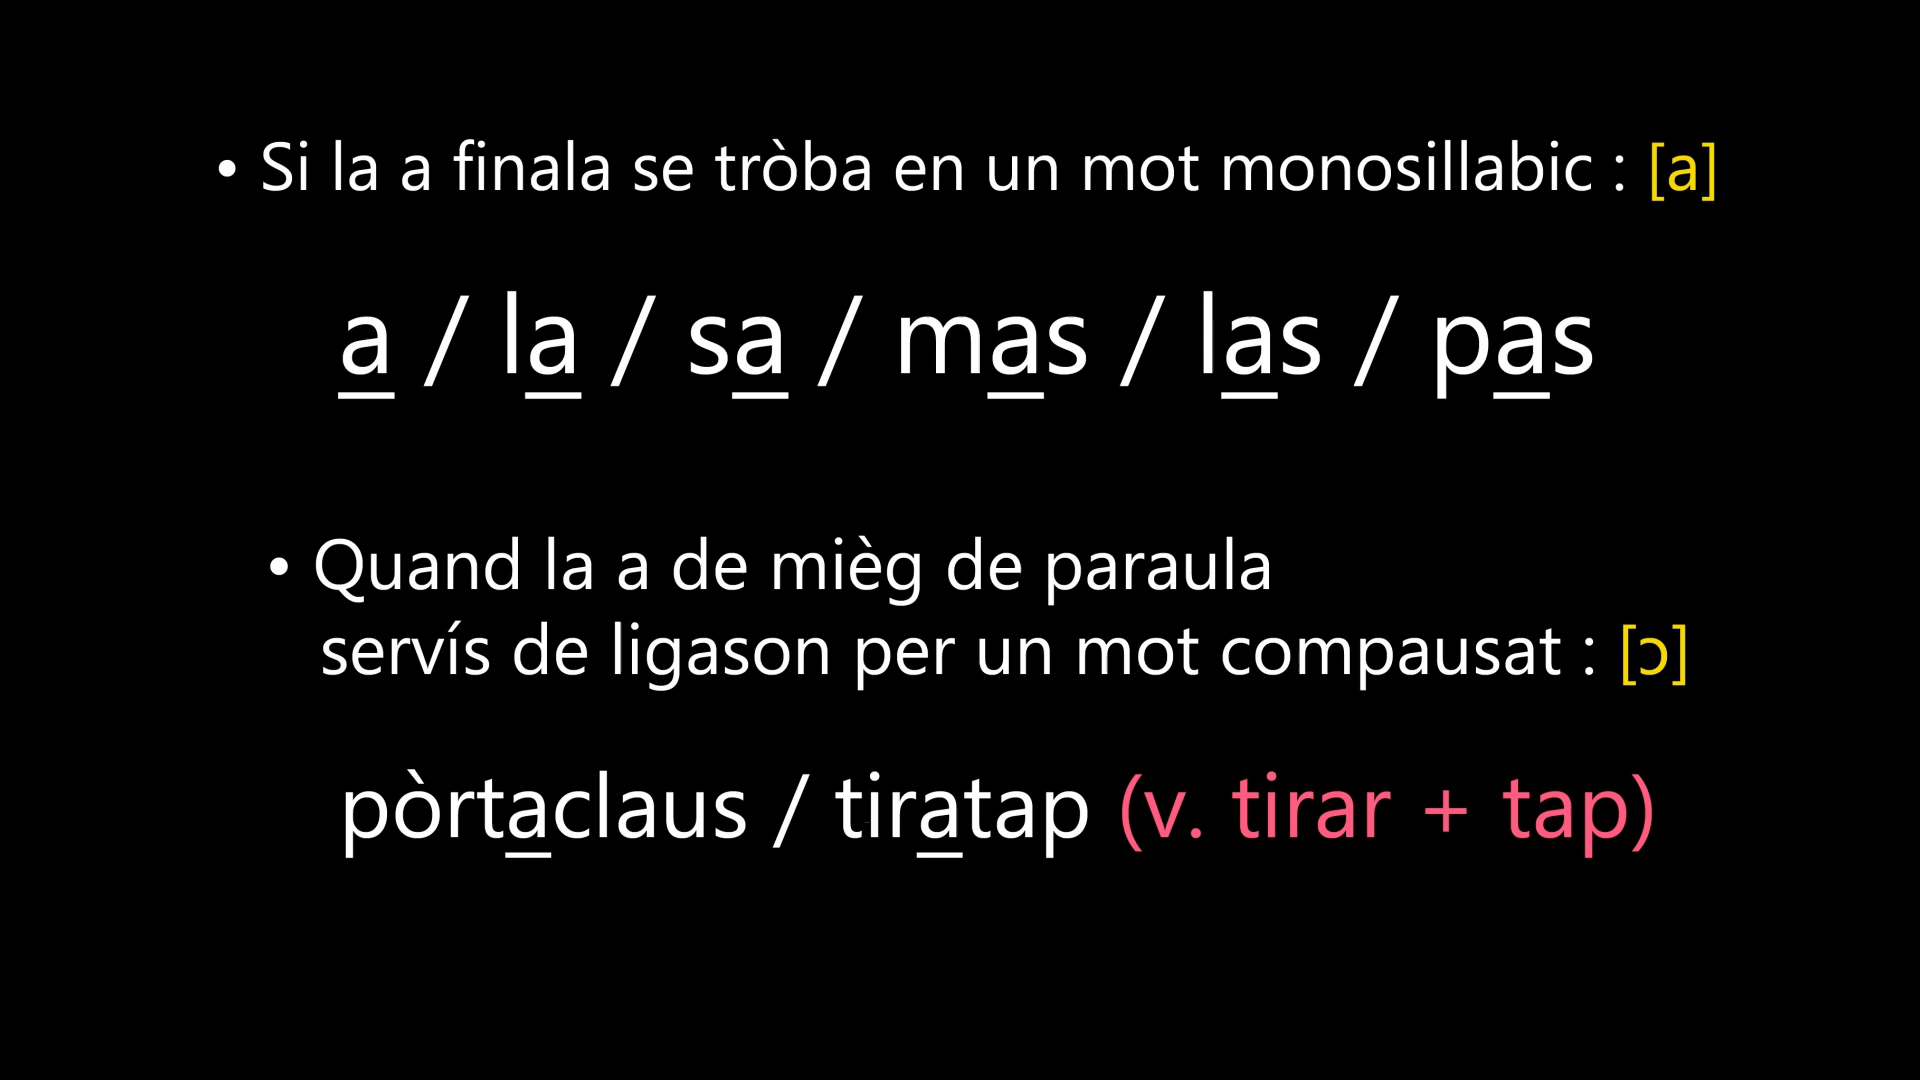 • Si la a finala se tròba en un mot monosillabic : [a]
a / la / sa / mas / las / pas
• Quand la a de mièg de paraula
servís de ligason per un mot compausat : [ɔ]
pòrtaclaus / tiratap (v. tirar + tap)